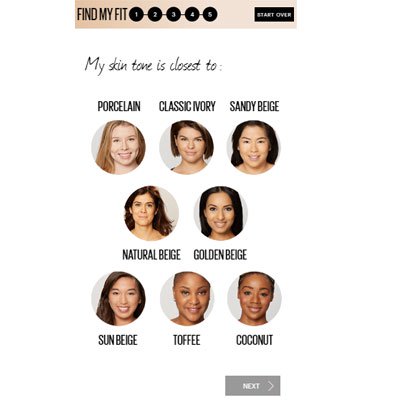 FIND MY FIT 1 2 3 4 5 START OVER
My skin tone is closest to :
PORCELAIN CLASSIC IVORY SANDY BEIGE
NATURAL BEIGE GOLDEN BEIGE
SUN BEIGE TOFFEE COCONUT
NEXT